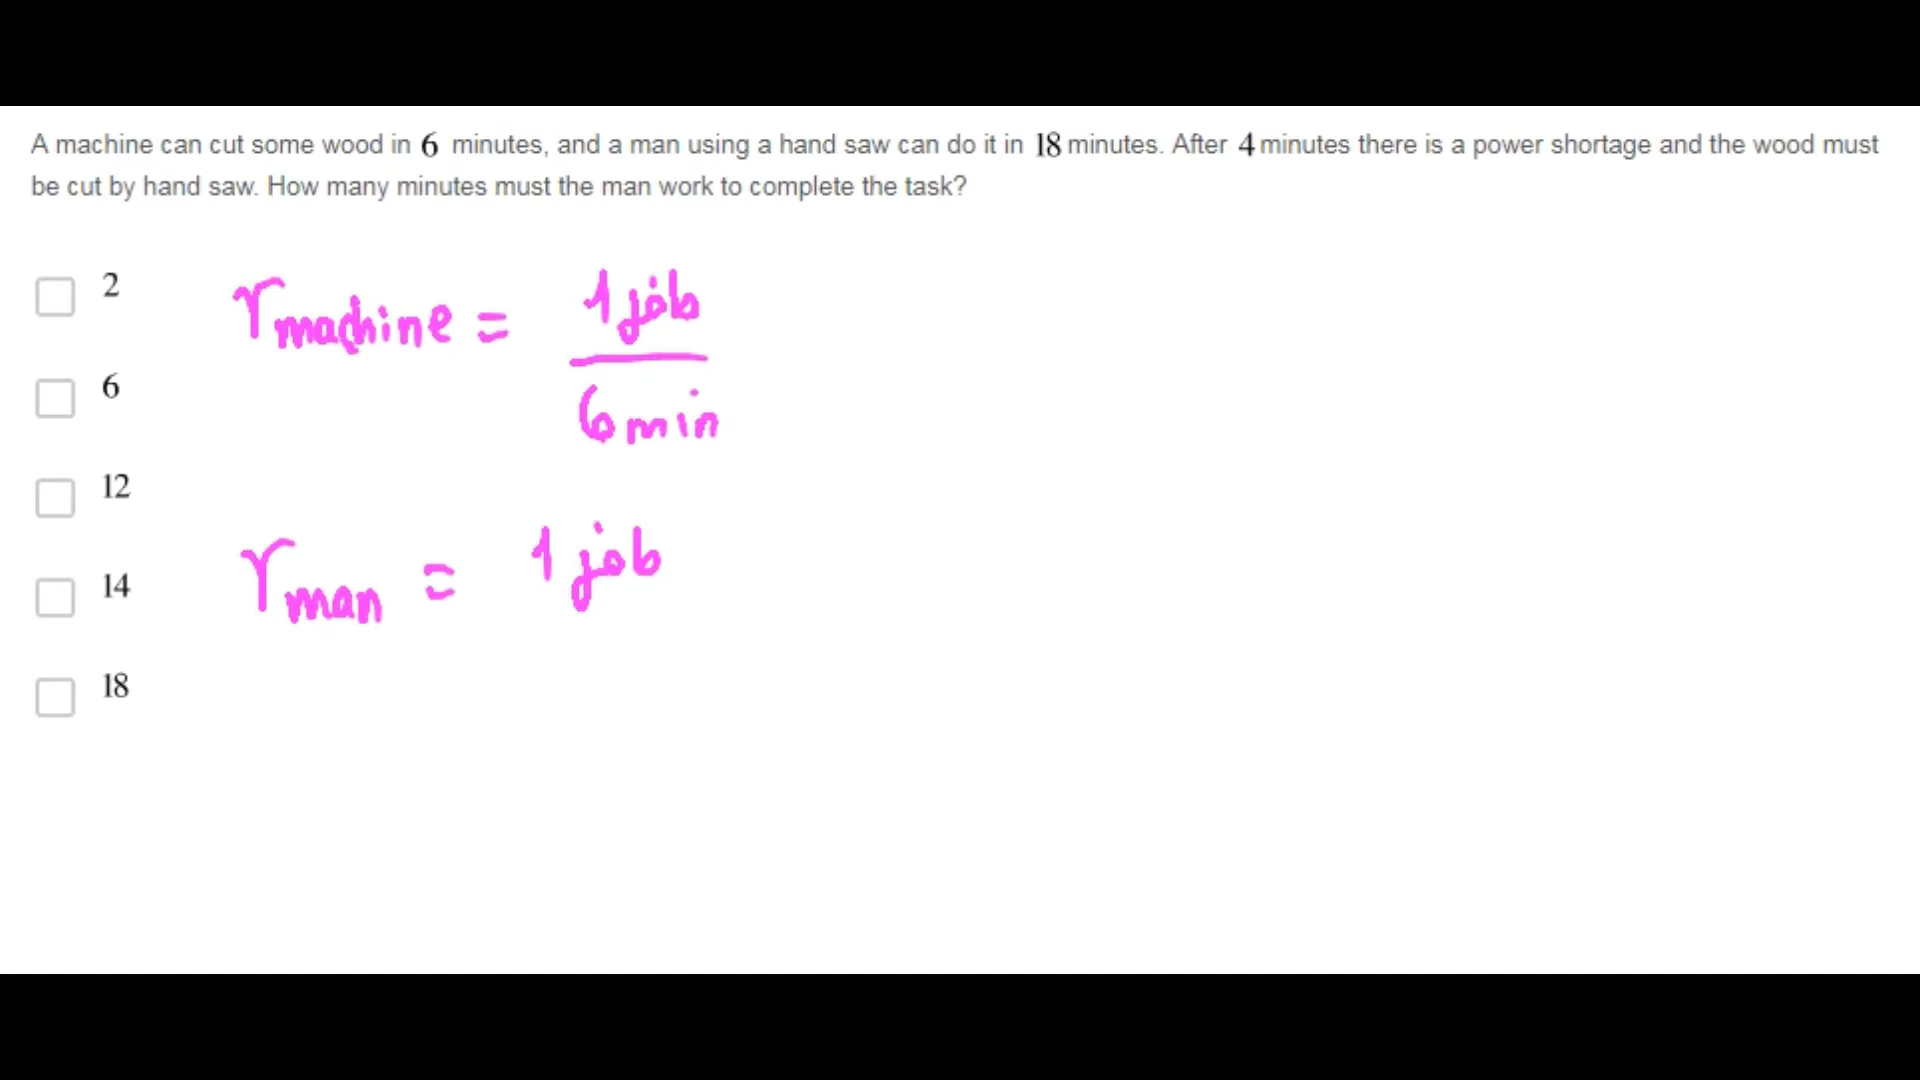 A machine can cut some wood in 6 minutes, and a man using a hand saw can do it in 18 minutes. After 4 minutes there is a power shortage and the wood must
be cut by hand saw. How many minutes must the man work to complete the task?
2
r machine = 1 job / 6 min
6
12
14
r man = 1 job
18